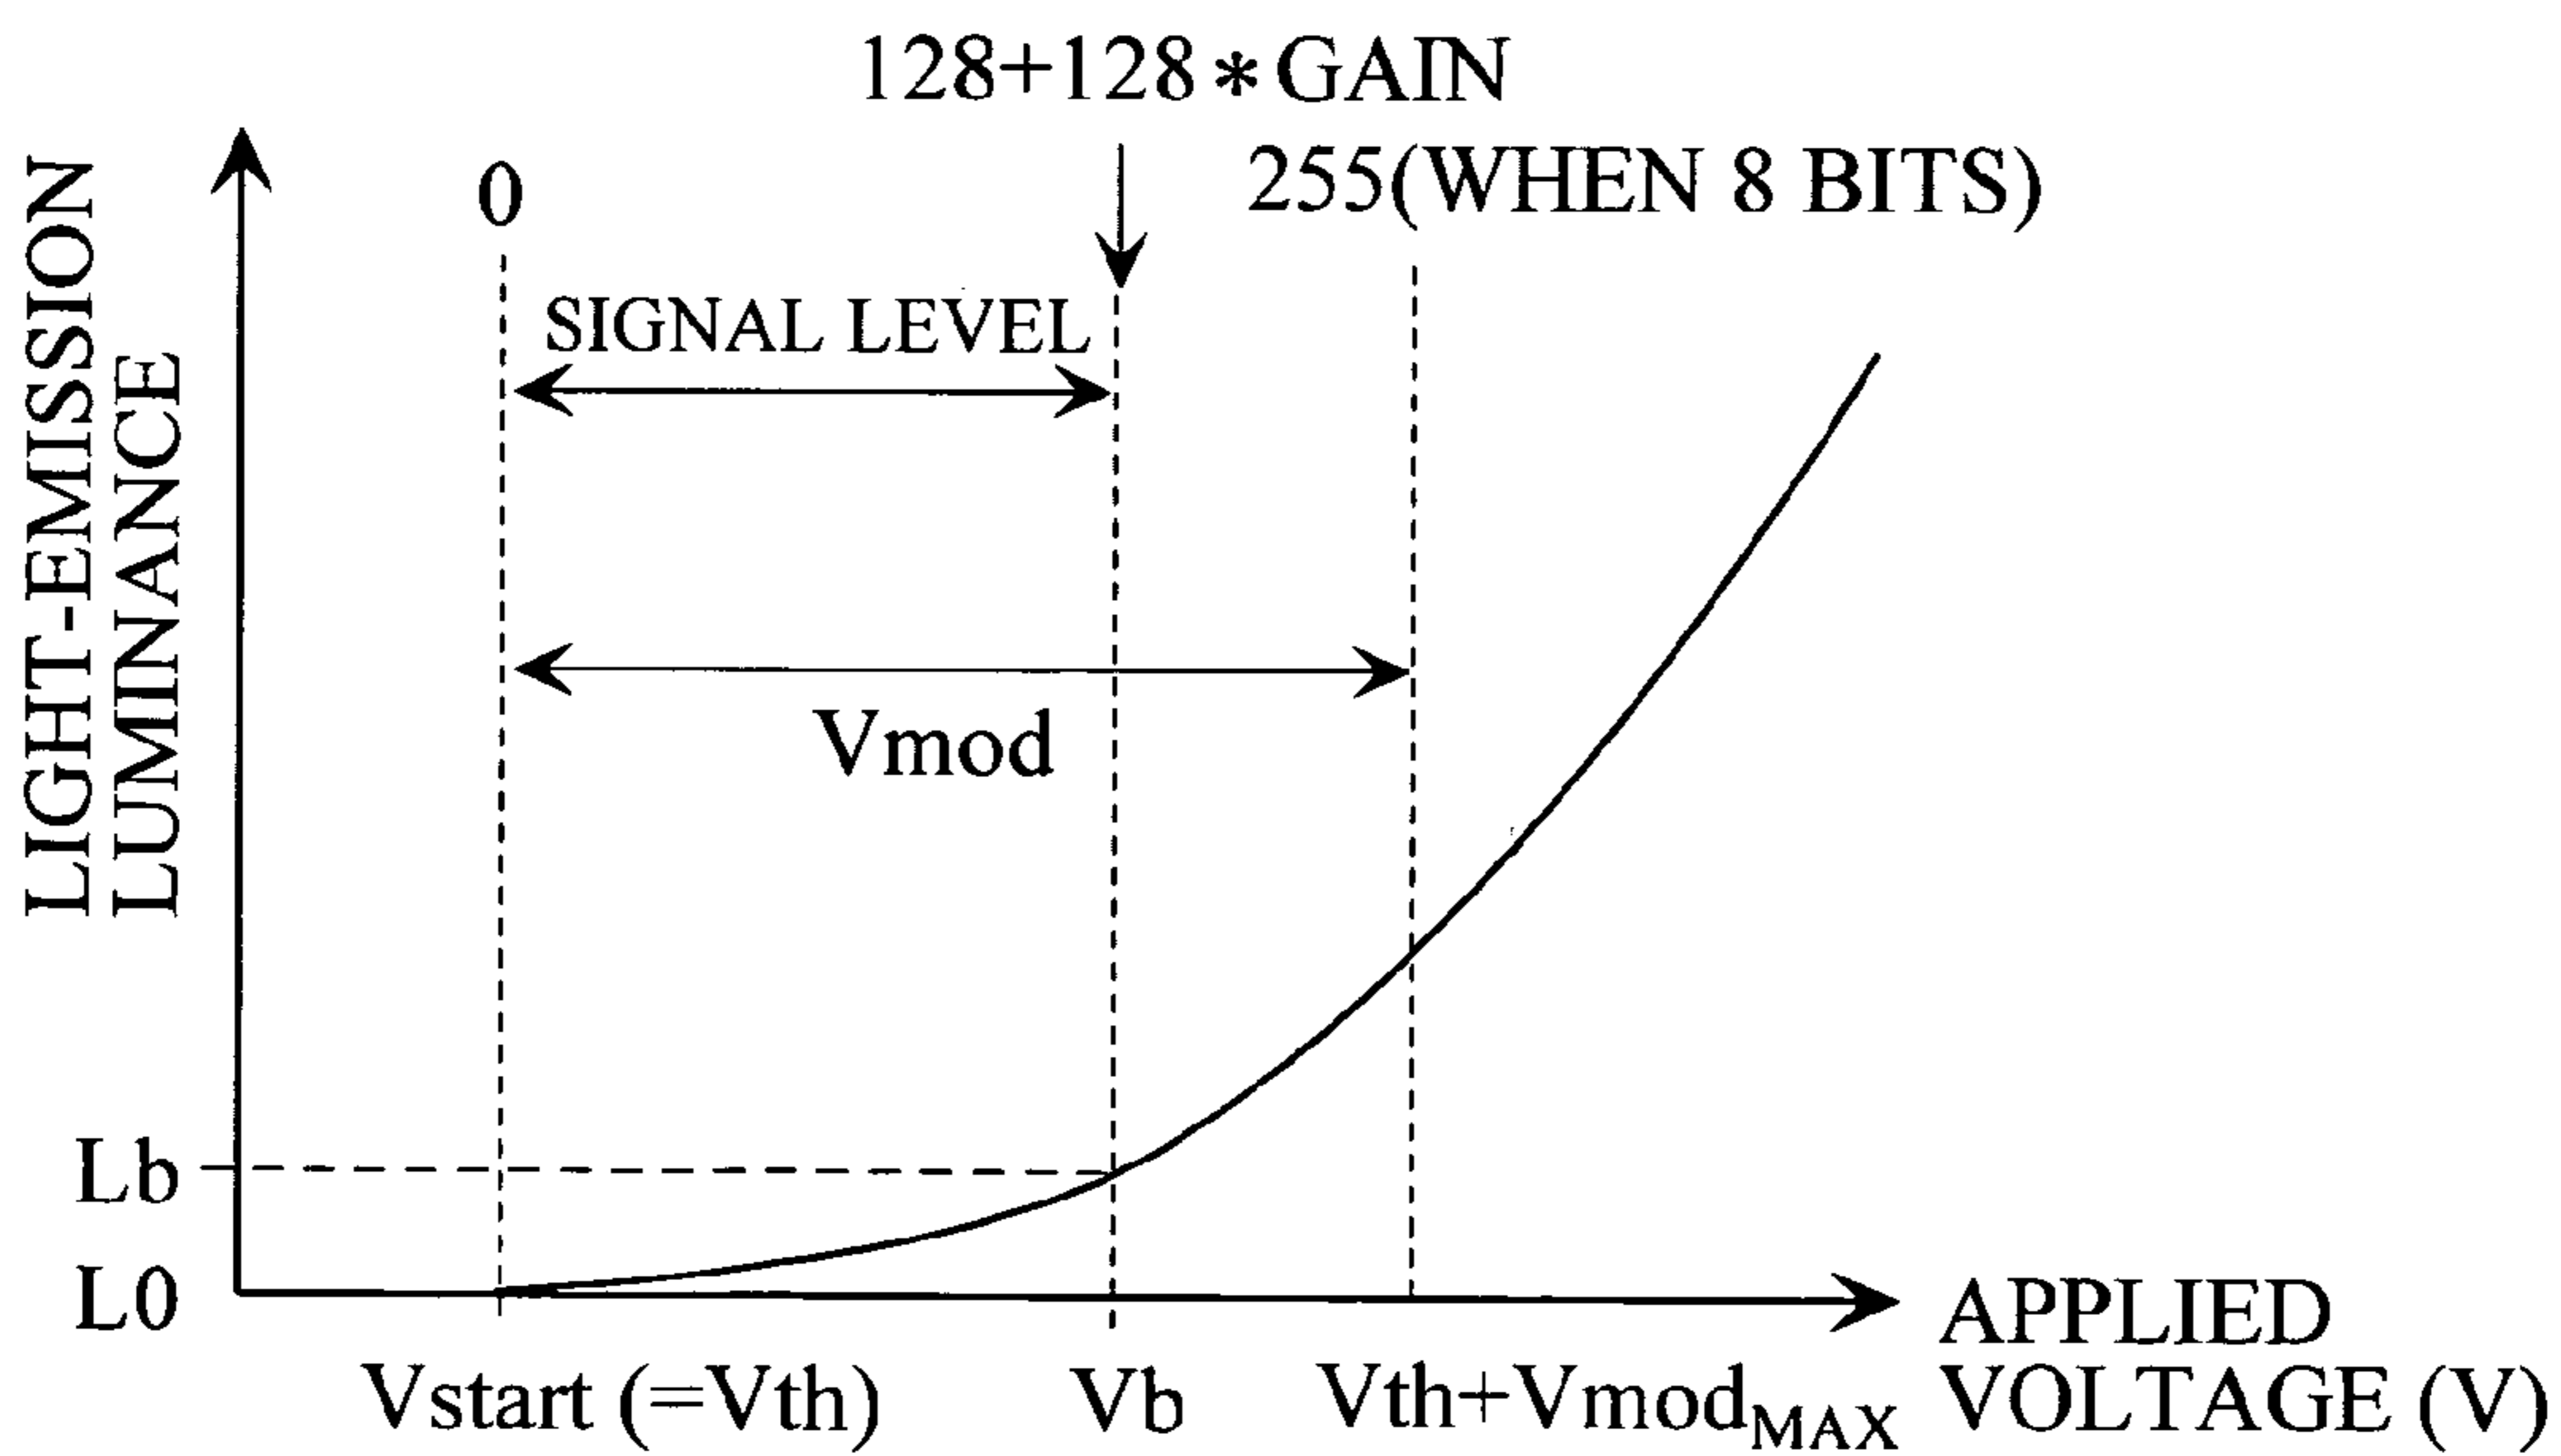 128+128*GAIN
255(WHEN 8 BITS)
0
SIGNAL LEVEL
Vmod
LIGHT-EMISSION
LUMINANCE
Lb
L0
Vstart (=Vth)
Vb
Vth+VmodMAX
APPLIED
VOLTAGE (V)